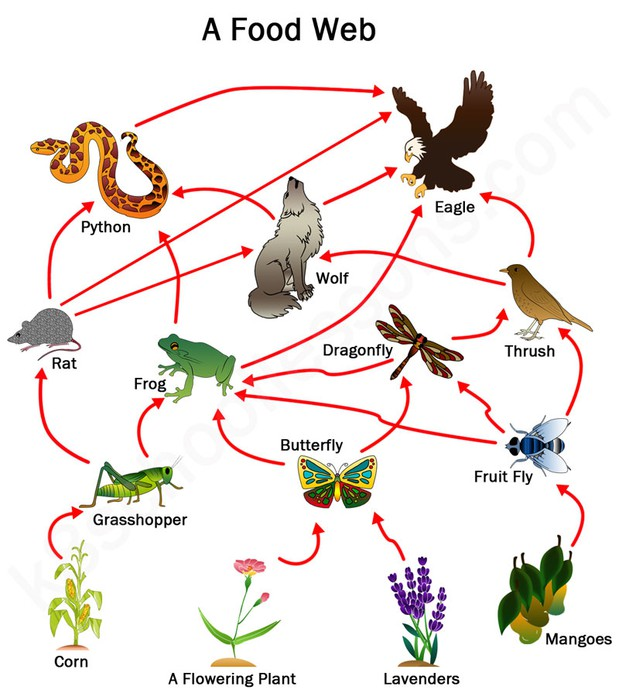 A Food Web
Python
Eagle
Wolf
Rat
Frog
Dragonfly
Thrush
Butterfly
Fruit Fly
Grasshopper
Corn
A Flowering Plant
Lavenders
Mangoes